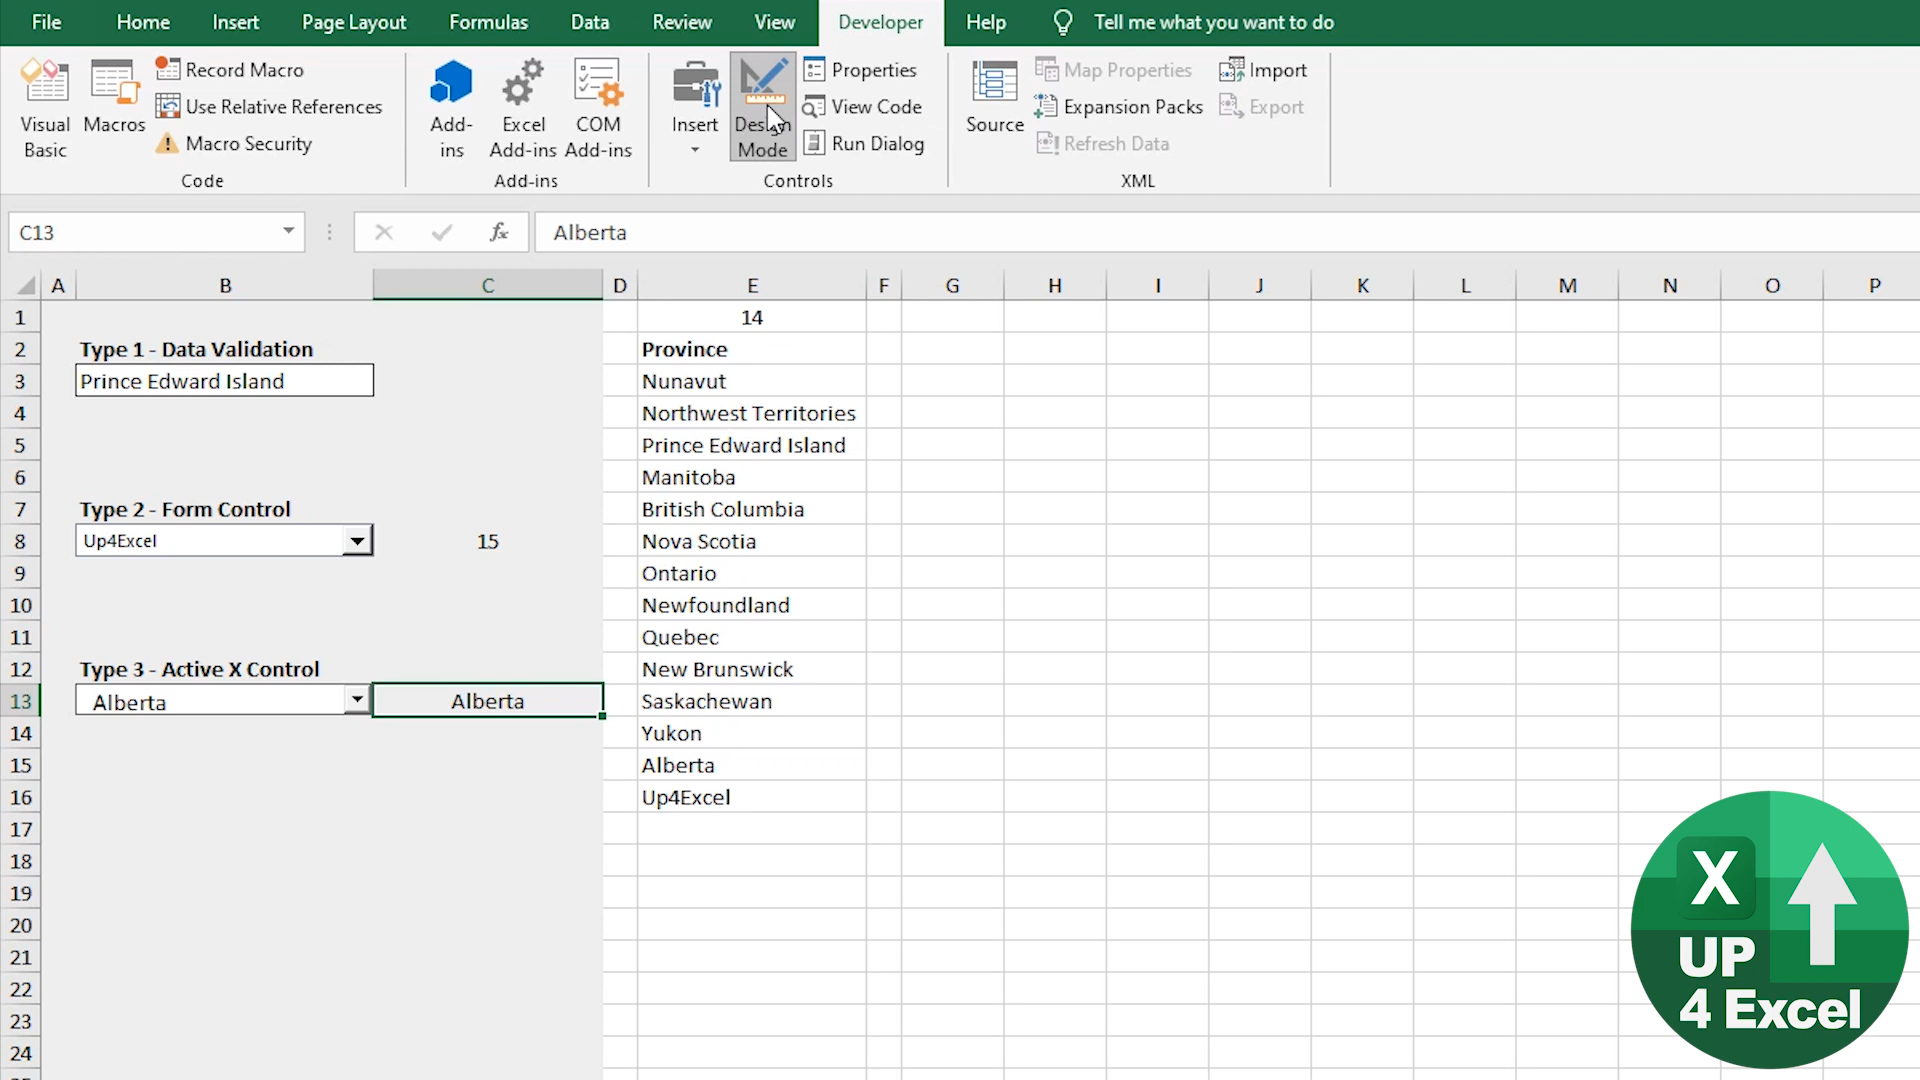 File Home Insert Page Layout Formulas Data Review View Developer Help Tell me what you want to do
Visual Basic
Macros
Record Macro
Use Relative References
Macro Security
Code
Add-ins
Excel Add-ins
COM Add-ins
Add-ins
Insert
Design Mode
Properties
View Code
Run Dialog
Controls
Source
Map Properties
Expansion Packs
Refresh Data
Import
Export
XML
C13 fx Alberta
A B C D E F G H I J K L M N O P
1 14
2 Type 1 - Data Validation Province
3 Prince Edward Island Nunavut
4 Northwest Territories
5 Prince Edward Island
6 Manitoba
7 Type 2 - Form Control British Columbia
8 Up4Excel 15 Nova Scotia
9 Ontario
10 Newfoundland
11 Quebec
12 Type 3 - Active X Control New Brunswick
13 Alberta Alberta Saskachewan
14 Yukon
15 Alberta
16 Up4Excel
17
18
19
20
21
22
23
24
X
UP
4 Excel